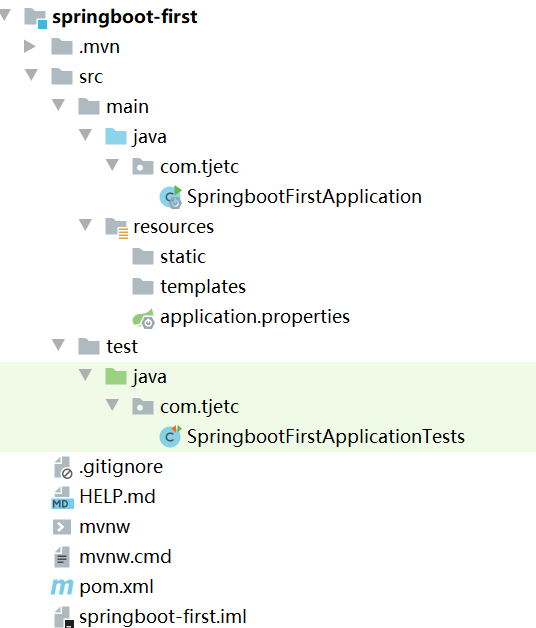 springboot-first
.mvn
src
main
java
com.tjetc
SpringbootFirstApplication
resources
static
templates
application.properties
test
java
com.tjetc
SpringbootFirstApplicationTests
.gitignore
HELP.md
mvnw
mvnw.cmd
pom.xml
springboot-first.iml